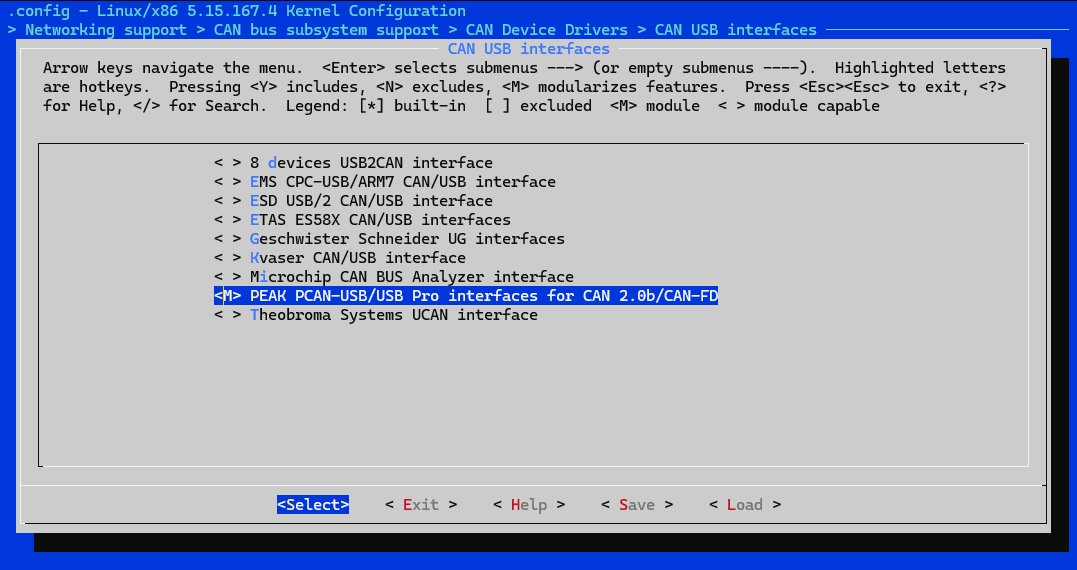 .config - Linux/x86 5.15.167.4 Kernel Configuration
> Networking support > CAN bus subsystem support > CAN Device Drivers > CAN USB interfaces
CAN USB interfaces
Arrow keys navigate the menu.  <Enter> selects submenus ---> (or empty submenus ----).  Highlighted letters
are hotkeys.  Pressing <Y> includes, <N> excludes, <M> modularizes features.  Press <Esc><Esc> to exit, <?>
for Help, </> for Search.  Legend: [*] built-in  [ ] excluded  <M> module  < > module capable
< > 8 devices USB2CAN interface
< > EMS CPC-USB/ARM7 CAN/USB interface
< > ESD USB/2 CAN/USB interface
< > ETAS ES58X CAN/USB interfaces
< > Geschwister Schneider UG interfaces
< > Kvaser CAN/USB interface
< > Microchip CAN BUS Analyzer interface
<M> PEAK PCAN-USB/USB Pro interfaces for CAN 2.0b/CAN-FD
< > Theobroma Systems UCAN interface
<Select>    < Exit >    < Help >    < Save >    < Load >